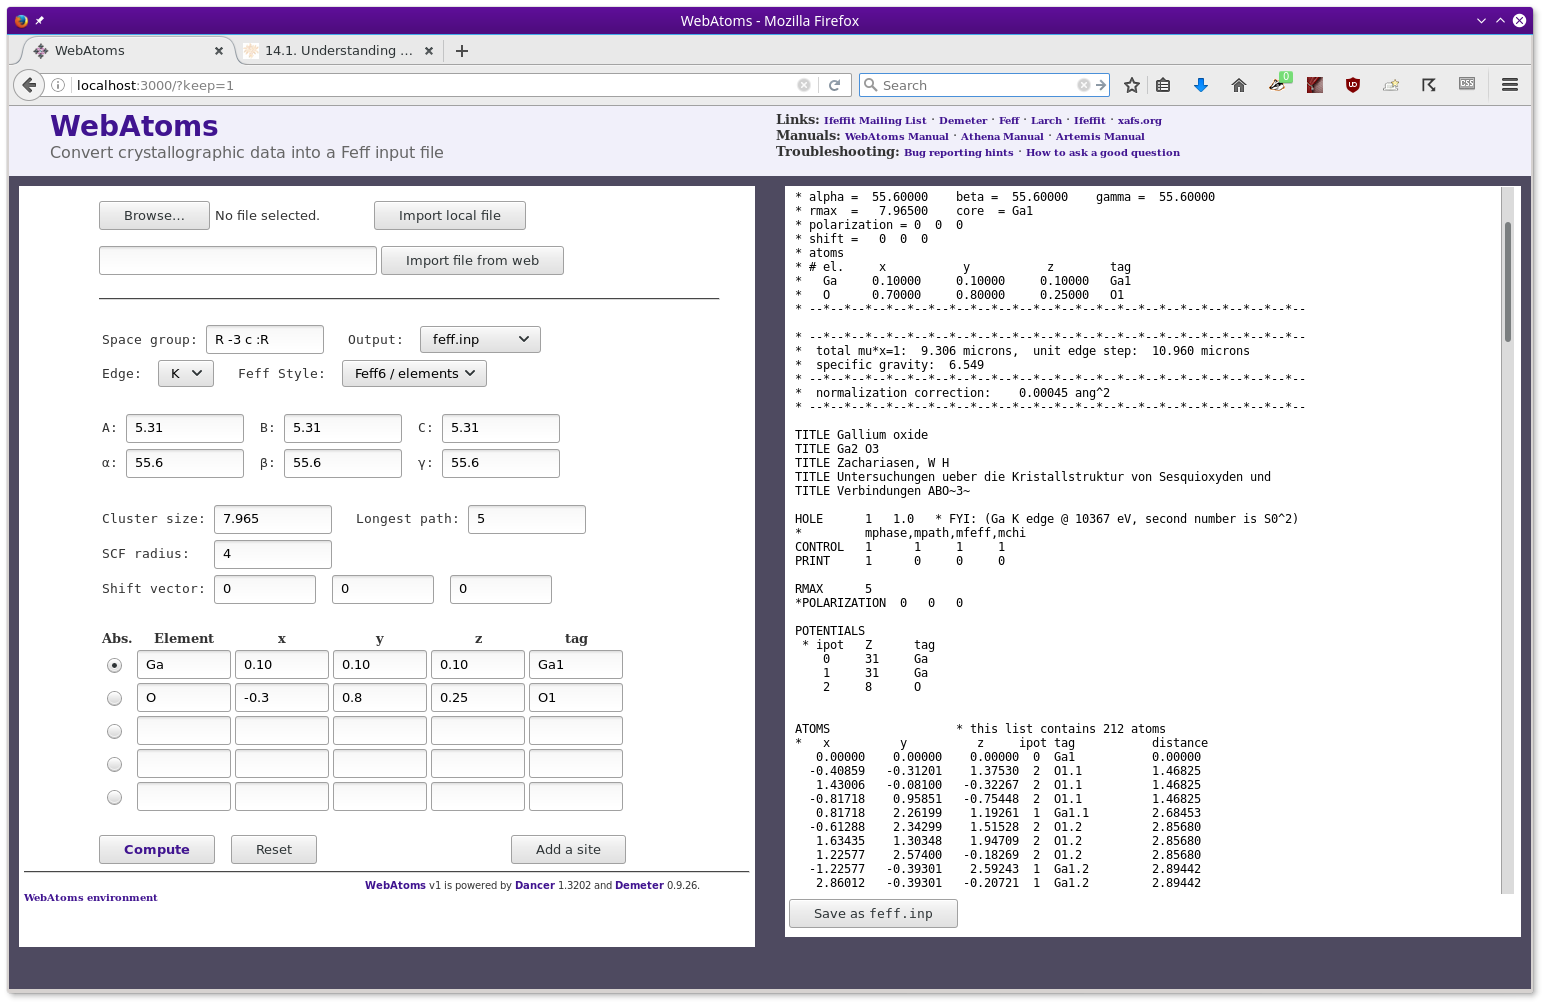 WebAtoms - Mozilla Firefox
WebAtoms
14.1. Understanding ...
localhost:3000/?keep=1
Search
0
CSS
WebAtoms
Convert crystallographic data into a Feff input file
Links: Ifeffit Mailing List · Demeter · Feff · Larch · Ifeffit · xafs.org
Manuals: WebAtoms Manual · Athena Manual · Artemis Manual
Troubleshooting: Bug reporting hints · How to ask a good question
Browse... No file selected. Import local file
Import file from web
Space group: R -3 c :R Output: feff.inp
Edge: K Feff Style: Feff6 / elements
A: 5.31 B: 5.31 C: 5.31
α: 55.6 β: 55.6 γ: 55.6
Cluster size: 7.965 Longest path: 5
SCF radius: 4
Shift vector: 0 0 0
Abs. Element x y z tag
Ga 0.10 0.10 0.10 Ga1
O -0.3 0.8 0.25 O1
Compute Reset Add a site
WebAtoms v1 is powered by Dancer 1.3202 and Demeter 0.9.26.
WebAtoms environment
* alpha = 55.60000 beta = 55.60000 gamma = 55.60000
* rmax = 7.96500 core = Ga1
* polarization = 0 0 0
* shift = 0 0 0
* atoms
* # el. x y z tag
* Ga 0.10000 0.10000 0.10000 Ga1
* O 0.70000 0.80000 0.25000 O1
* --*--*--*--*--*--*--*--*--*--*--*--*--*--*--*--*--*--*--*--*--*--*--*--
* --*--*--*--*--*--*--*--*--*--*--*--*--*--*--*--*--*--*--*--*--*--*--*--
* total mu*x=1: 9.306 microns, unit edge step: 10.960 microns
* specific gravity: 6.549
* --*--*--*--*--*--*--*--*--*--*--*--*--*--*--*--*--*--*--*--*--*--*--*--
* normalization correction: 0.00045 ang^2
* --*--*--*--*--*--*--*--*--*--*--*--*--*--*--*--*--*--*--*--*--*--*--*--
TITLE Gallium oxide
TITLE Ga2 O3
TITLE Zachariasen, W H
TITLE Untersuchungen ueber die Kristallstruktur von Sesquioxyden und
TITLE Verbindungen ABO~3~
HOLE 1 1.0 * FYI: (Ga K edge @ 10367 eV, second number is S0^2)
* mphase,mpath,mfeff,mchi
CONTROL 1 1 1 1
PRINT 1 0 0 0
RMAX 5
*POLARIZATION 0 0 0
POTENTIALS
* ipot Z tag
0 31 Ga
1 31 Ga
2 8 O
ATOMS * this list contains 212 atoms
* x y z ipot tag distance
0.00000 0.00000 0.00000 0 Ga1 0.00000
-0.40859 -0.31201 1.37530 2 O1.1 1.46825
1.43006 -0.08100 -0.32267 2 O1.1 1.46825
-0.81718 0.95851 -0.75448 2 O1.1 1.46825
0.81718 2.26199 1.19261 1 Ga1.1 2.68453
-0.61288 2.34299 1.51528 2 O1.2 2.85680
1.63435 1.30348 1.94709 2 O1.2 2.85680
1.22577 2.57400 -0.18269 2 O1.2 2.85680
-1.22577 -0.39301 2.59243 1 Ga1.2 2.89442
2.86012 -0.39301 -0.20721 1 Ga1.2 2.89442
Save as feff.inp